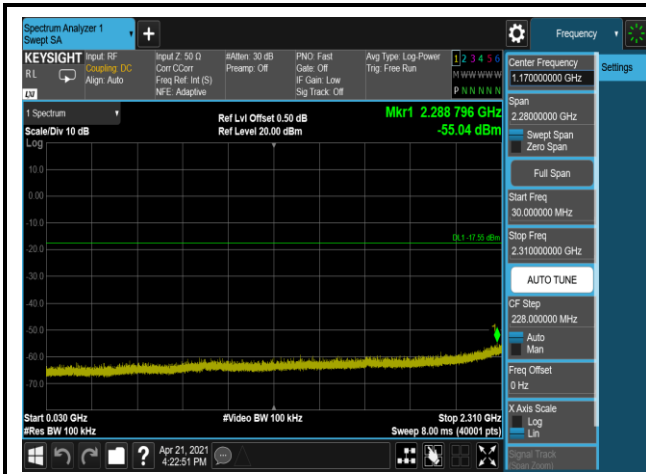 Spectrum Analyzer 1
Swept SA
Frequency
KEYSIGHT
RL
LXI
Input: RF
Coupling: DC
Align: Auto
Input Z: 50 Ω
Corr CCorr
Freq Ref: Int (S)
NFE: Adaptive
#Atten: 30 dB
Preamp: Off
PNO: Fast
Gate: Off
IF Gain: Low
Sig Track: Off
Avg Type: Log-Power
Trig: Free Run
1 2 3 4 5 6
M W W W W W
P N N N N N
Center Frequency
1.170000000 GHz
Settings
Span
2.28000000 GHz
Swept Span
Zero Span
Full Span
Start Freq
30.000000 MHz
Stop Freq
2.310000000 GHz
AUTO TUNE
CF Step
228.000000 MHz
Auto
Man
Freq Offset
0 Hz
X Axis Scale
Log
Lin
Signal Track
(Span Zoom)
1 Spectrum
Scale/Div 10 dB
Log
Ref Lvl Offset 0.50 dB
Ref Level 20.00 dBm
Mkr1 2.288 796 GHz
-55.04 dBm
10.0
0.00
-10.0
-20.0
-30.0
-40.0
-50.0
-60.0
-70.0
DL1 -17.55 dBm
1
Start 0.030 GHz
#Res BW 100 kHz
#Video BW 100 kHz
Stop 2.310 GHz
Sweep 8.00 ms (40001 pts)
Apr 21, 2021
4:22:51 PM